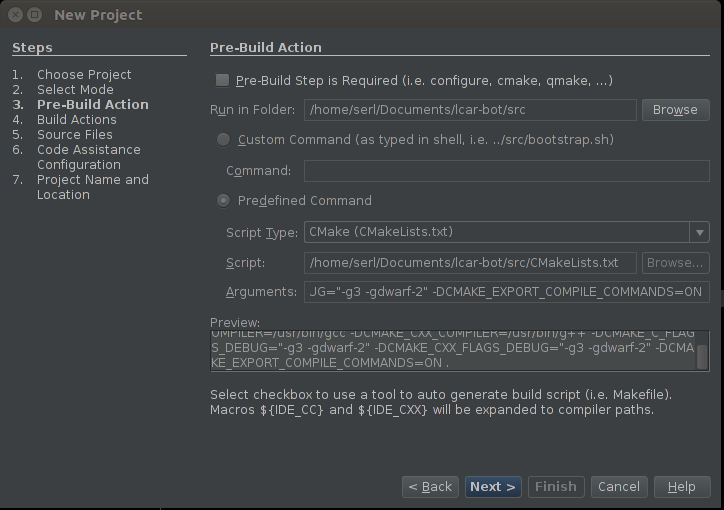 New Project
Steps
1. Choose Project
2. Select Mode
3. Pre-Build Action
4. Build Actions
5. Source Files
6. Code Assistance
Configuration
7. Project Name and
Location
Pre-Build Action
Pre-Build Step is Required (i.e. configure, cmake, qmake, ...)
Run in Folder: /home/serl/Documents/lcar-bot/src Browse
Custom Command (as typed in shell, i.e. ../src/bootstrap.sh)
Command:
Predefined Command
Script Type: CMake (CMakeLists.txt)
Script: /home/serl/Documents/lcar-bot/src/CMakeLists.txt Browse...
Arguments: JG="-g3 -gdwarf-2" -DCMAKE_EXPORT_COMPILE_COMMANDS=ON
Preview:
OMPILER=/usr/bin/gcc -DCMAKE_CXX_COMPILER=/usr/bin/g++ -DCMAKE_C_FLAG
S_DEBUG="-g3 -gdwarf-2" -DCMAKE_CXX_FLAGS_DEBUG="-g3 -gdwarf-2" -DCMA
KE_EXPORT_COMPILE_COMMANDS=ON .
Select checkbox to use a tool to auto generate build script (i.e. Makefile).
Macros ${IDE_CC} and ${IDE_CXX} will be expanded to compiler paths.
< Back Next > Finish Cancel Help